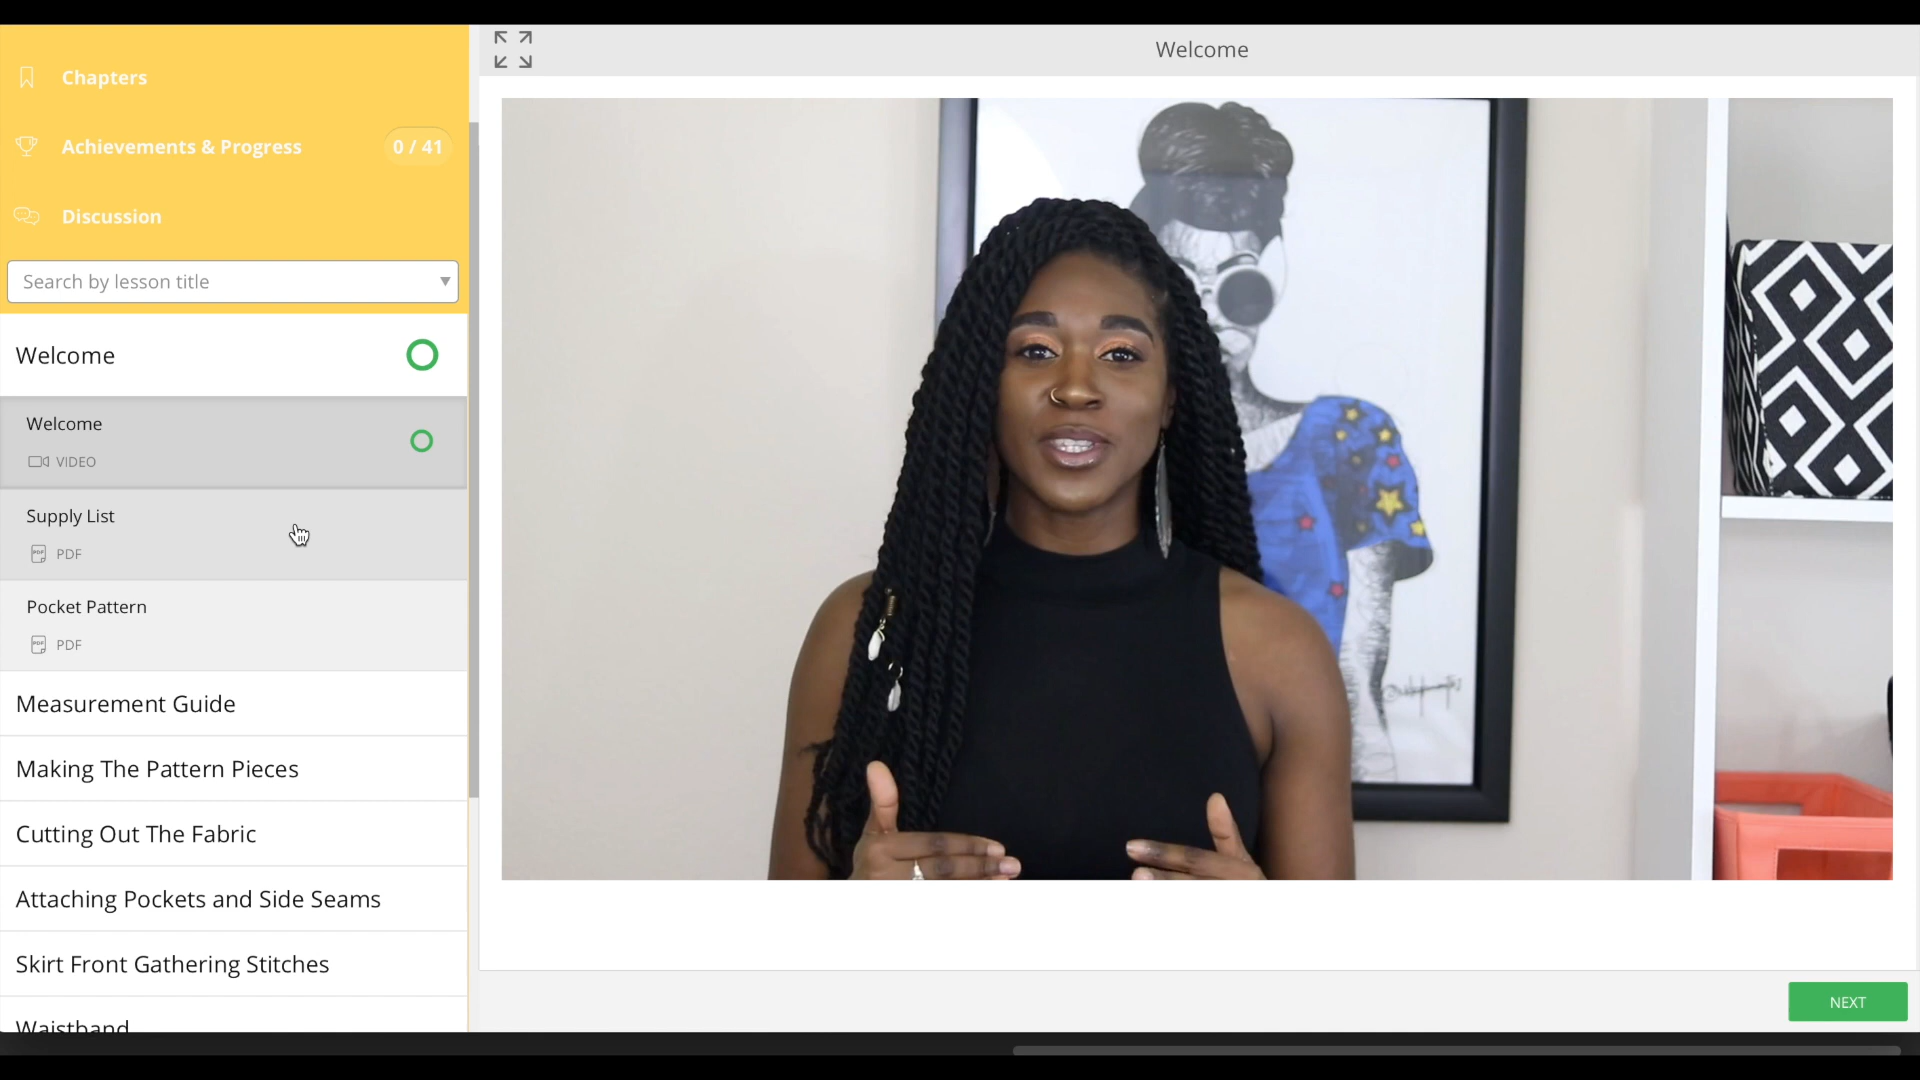 Chapters
Achievements & Progress 0 / 41
Discussion
Search by lesson title
Welcome
Welcome
VIDEO
Supply List
PDF
Pocket Pattern
PDF
Measurement Guide
Making The Pattern Pieces
Cutting Out The Fabric
Attaching Pockets and Side Seams
Skirt Front Gathering Stitches
Waistband
Welcome
NEXT